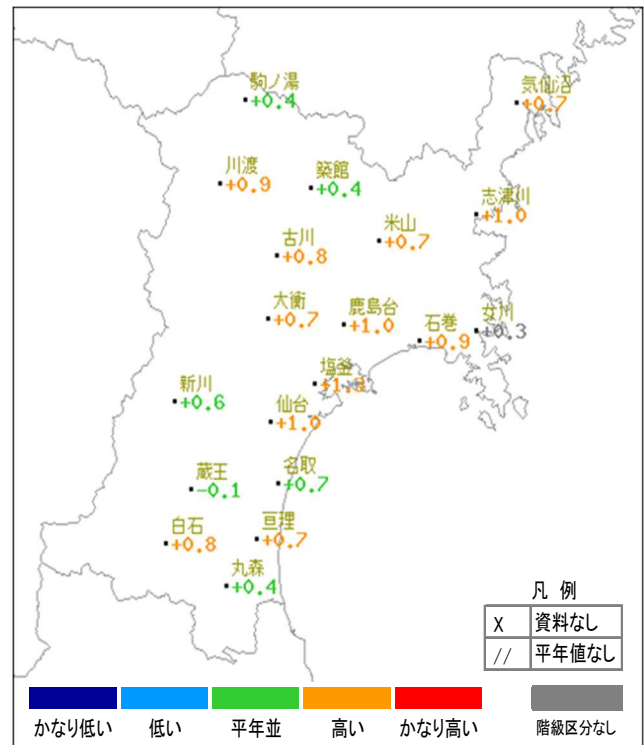 駒ノ湯
+0.4
気仙沼
+0.7
川渡
+0.9
築館
+0.4
志津川
+1.0
米山
+0.7
古川
+0.8
大衡
+0.7
鹿島台
+1.0
石巻
+0.9
女川
+0.3
塩釜
新川
+0.6
仙台
+1.0
蔵王
-0.1
名取
+0.7
白石
+0.8
亘理
+0.7
丸森
+0.4
凡 例
X 資料なし
// 平年値なし
かなり低い 低い 平年並 高い かなり高い 階級区分なし